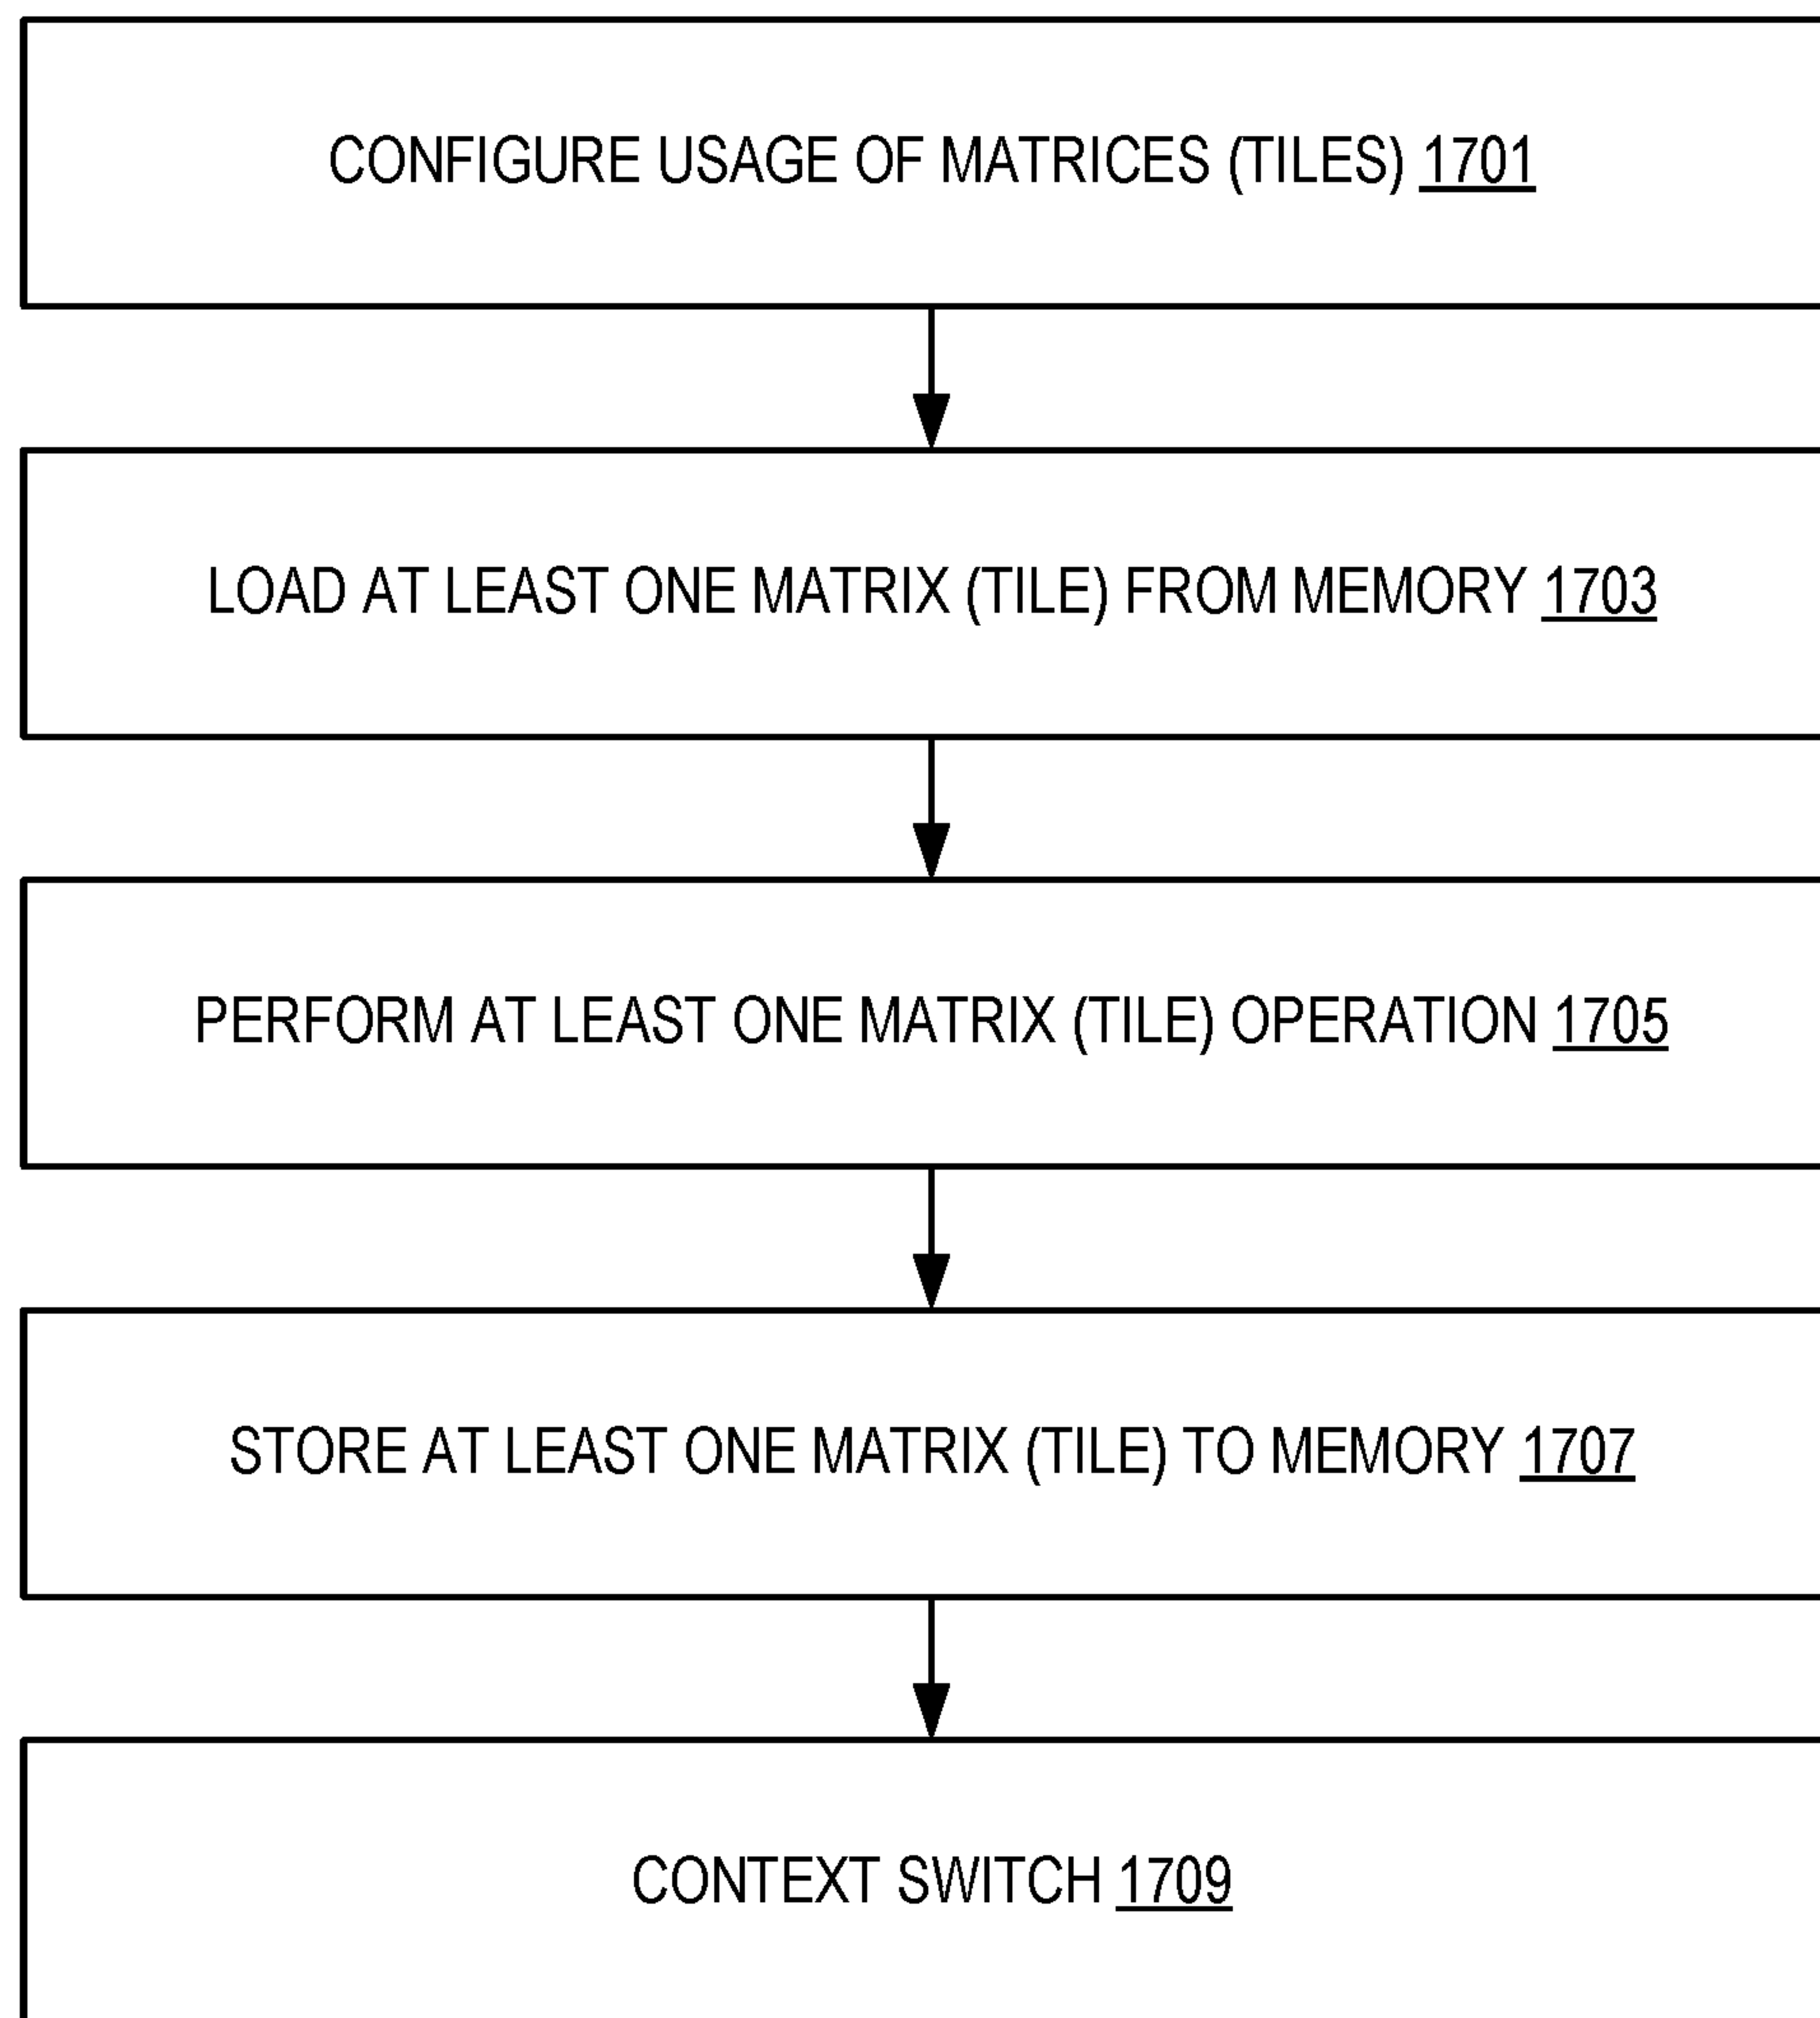 CONFIGURE USAGE OF MATRICES (TILES) 1701
LOAD AT LEAST ONE MATRIX (TILE) FROM MEMORY 1703
PERFORM AT LEAST ONE MATRIX (TILE) OPERATION 1705
STORE AT LEAST ONE MATRIX (TILE) TO MEMORY 1707
CONTEXT SWITCH 1709